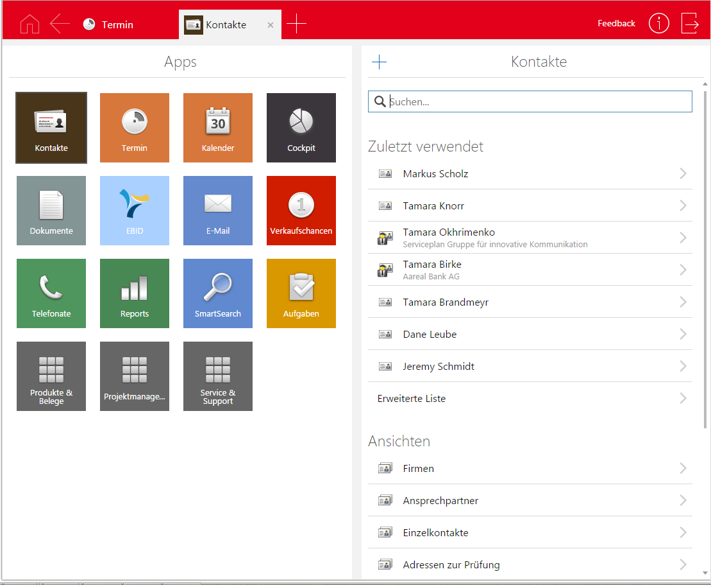 Termin
Kontakte
Feedback
Apps
Kontakte
Termin
30
Kalender
Cockpit
Dokumente
EBID
E-Mail
1
Verkaufschancen
Telefonate
Reports
SmartSearch
Aufgaben
Produkte &
Belege
Projektmanage...
Service &
Support
Kontakte
Suchen...
Zuletzt verwendet
Markus Scholz
Tamara Knorr
Tamara Okhrimenko
Serviceplan Gruppe für innovative Kommunikation
Tamara Birke
Aareal Bank AG
Tamara Brandmeyr
Dane Leube
Jeremy Schmidt
Erweiterte Liste
Ansichten
Firmen
Ansprechpartner
Einzelkontakte
Adressen zur Prüfung